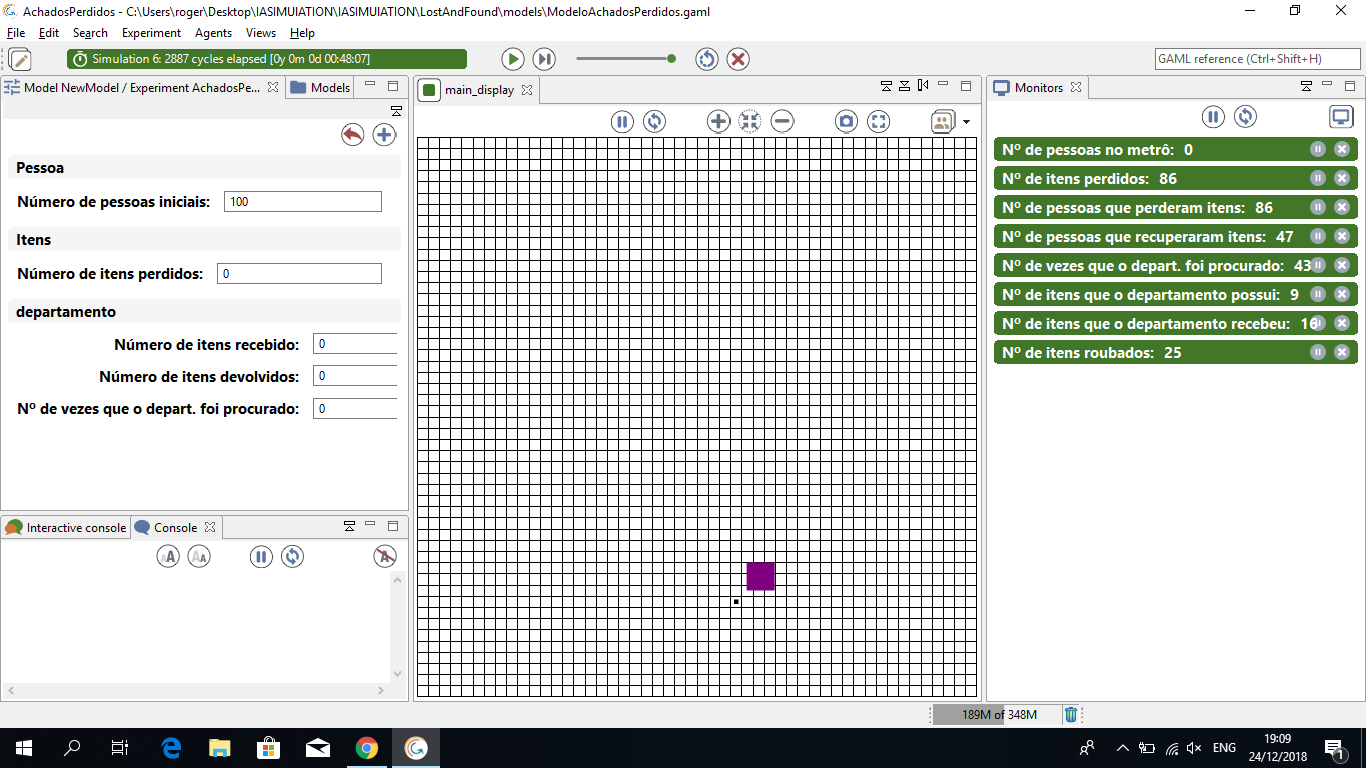 AchadosPerdidos - C:\Users\roger\Desktop\IASIMUlATION\IASIMUlATION\LostAndFound\models\ModeloAchadosPerdidos.gaml
File Edit Search Experiment Agents Views Help
Simulation 6: 2887 cycles elapsed [0y 0m 0d 00:48:07]
GAML reference (Ctrl+Shift+H)
Model NewModel / Experiment AchadosPe...
Models
Pessoa
Número de pessoas iniciais: 100
Itens
Número de itens perdidos: 0
departamento
Número de itens recebido: 0
Número de itens devolvidos: 0
Nº de vezes que o depart. foi procurado: 0
Interactive console
Console
main_display
Monitors
Nº de pessoas no metrô: 0
Nº de itens perdidos: 86
Nº de pessoas que perderam itens: 86
Nº de pessoas que recuperaram itens: 47
Nº de vezes que o depart. foi procurado: 43
Nº de itens que o departamento possui: 9
Nº de itens que o departamento recebeu: 16
Nº de itens roubados: 25
189M of 348M
ENG
19:09
24/12/2018
1